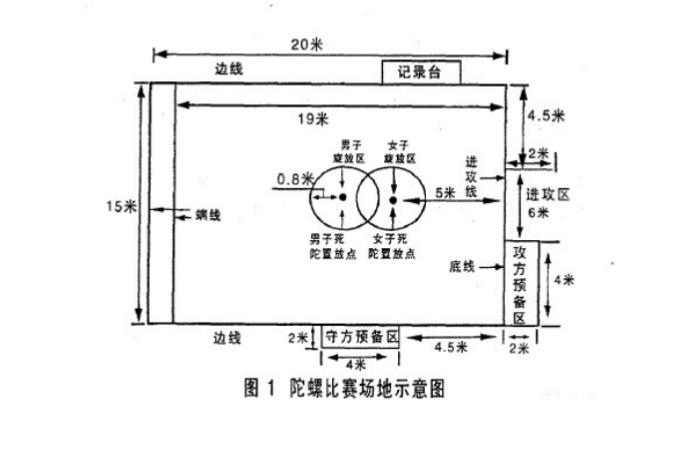 20米
边线
记录台
19米
4.5米
男子
旋放区
女子
旋放区
进攻线
2米
0.8米
5米
进攻区
6米
15米
端线
男子死
陀置放点
女子死
陀置放点
底线
攻方预备区
4米
边线
2米
守方预备区
4.5米
2米
4米
图 1 陀螺比赛场地示意图